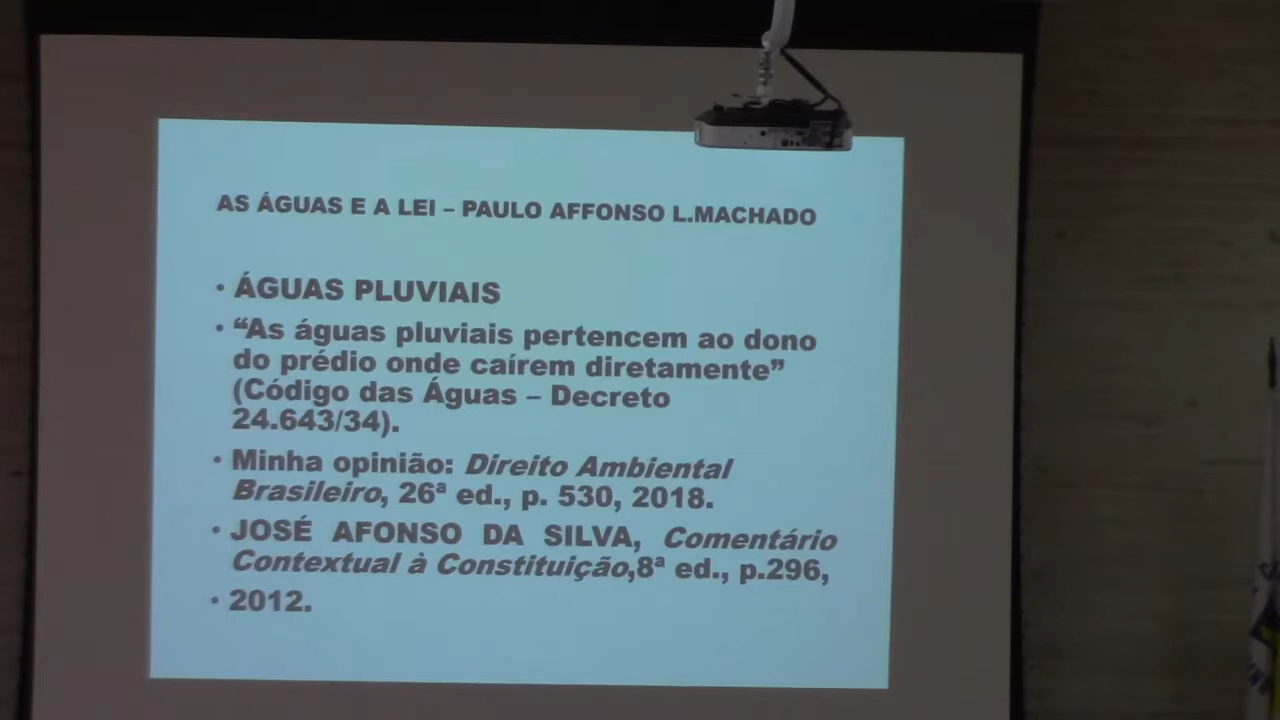 AS ÁGUAS E A LEI – PAULO AFFONSO L.MACHADO
• ÁGUAS PLUVIAIS
• “As águas pluviais pertencem ao dono
do prédio onde caírem diretamente”
(Código das Águas – Decreto
24.643/34).
• Minha opinião: Direito Ambiental
Brasileiro, 26ª ed., p. 530, 2018.
• JOSÉ AFONSO DA SILVA, Comentário
Contextual à Constituição,8ª ed., p.296,
• 2012.